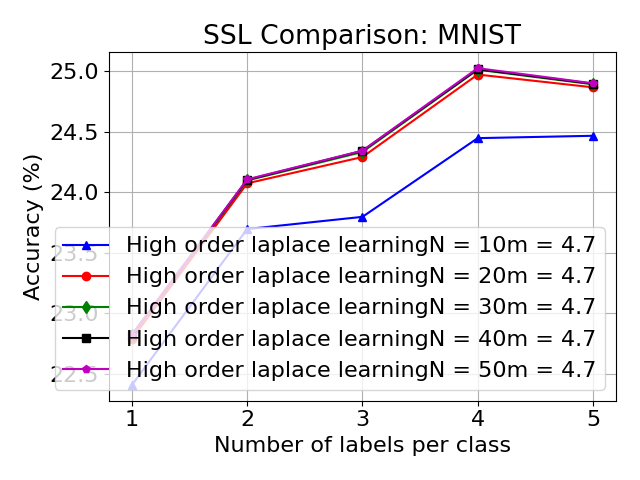 SSL Comparison: MNIST
Accuracy (%)
25.0
24.5
24.0
23.5
23.0
22.5
High order laplace learningN = 10m = 4.7
High order laplace learningN = 20m = 4.7
High order laplace learningN = 30m = 4.7
High order laplace learningN = 40m = 4.7
High order laplace learningN = 50m = 4.7
1 2 3 4 5
Number of labels per class